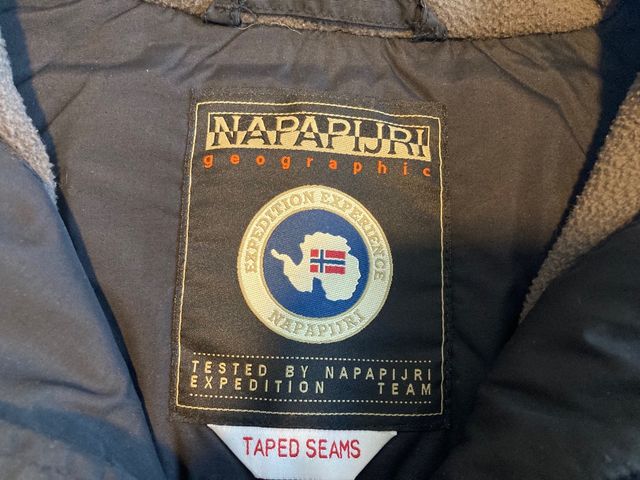 NAPAPIJRI
geographic
EXPEDITION EXPERIENCE
NAPAPIJRI
TESTED BY NAPAPIJRI
EXPEDITION TEAM
TAPED SEAMS